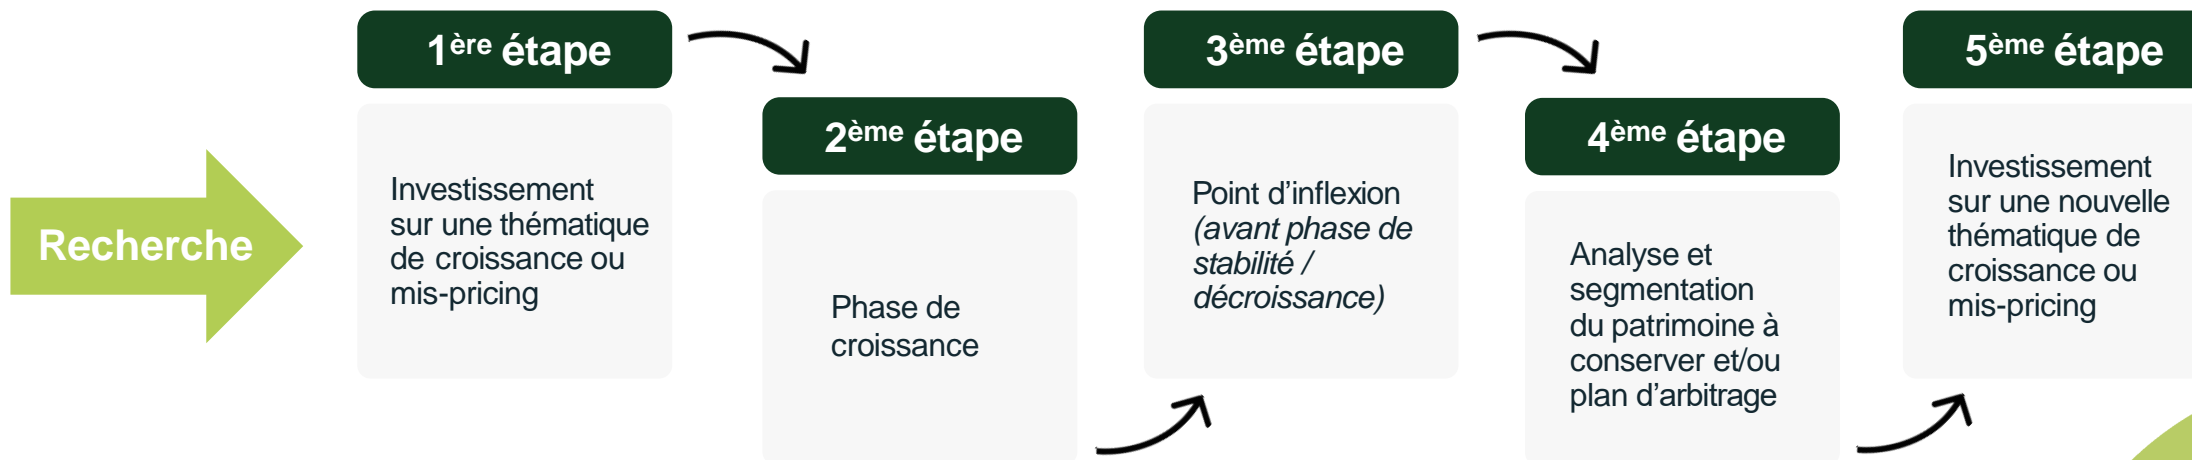 Recherche
1ère étape
Investissement
sur une thématique
de croissance ou
mis-pricing
2ème étape
Phase de
croissance
3ème étape
Point d’inflexion
(avant phase de
stabilité /
décroissance)
4ème étape
Analyse et
segmentation
du patrimoine à
conserver et/ou
plan d’arbitrage
5ème étape
Investissement
sur une nouvelle
thématique de
croissance ou
mis-pricing